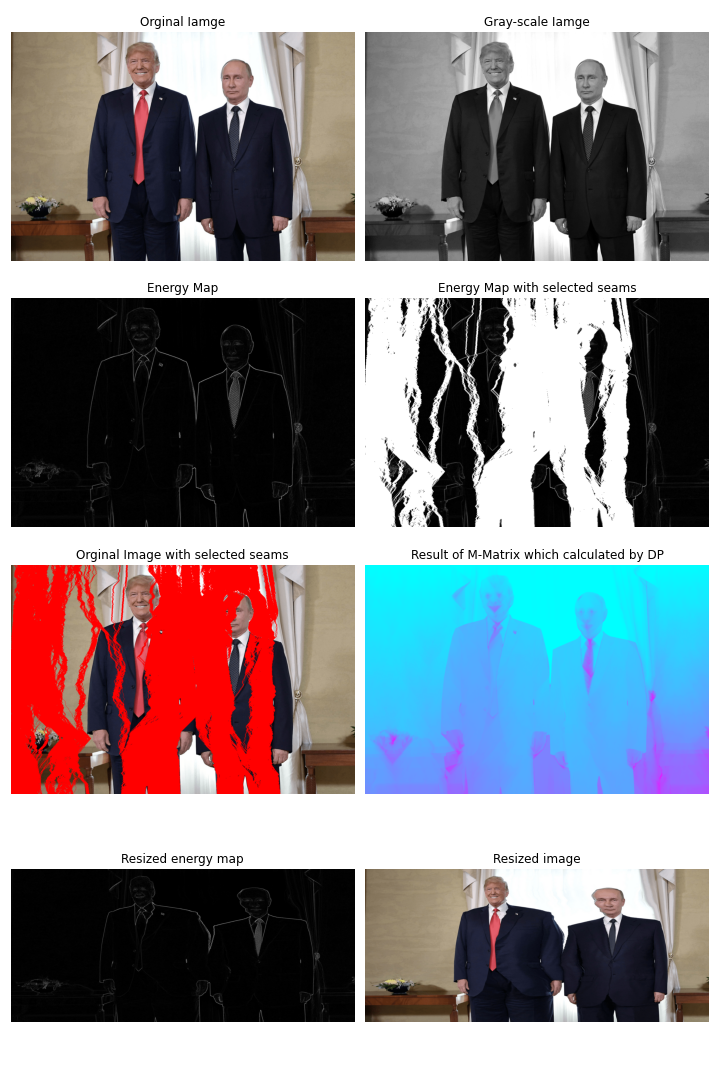 Orginal Iamge
Gray-scale Iamge
Energy Map
Energy Map with selected seams
Orginal Image with selected seams
Result of M-Matrix which calculated by DP
Resized energy map
Resized image